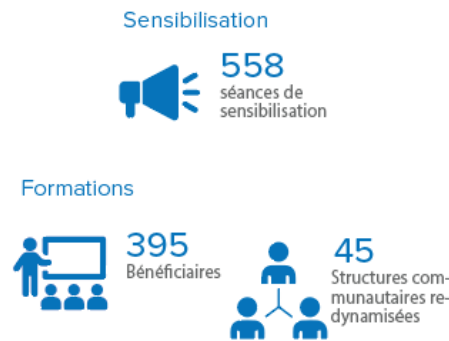 Sensibilisation
558
séances de
sensibilisation
Formations
395
Bénéficiaires
45
Structures com-
munautaires re-
dynamisées